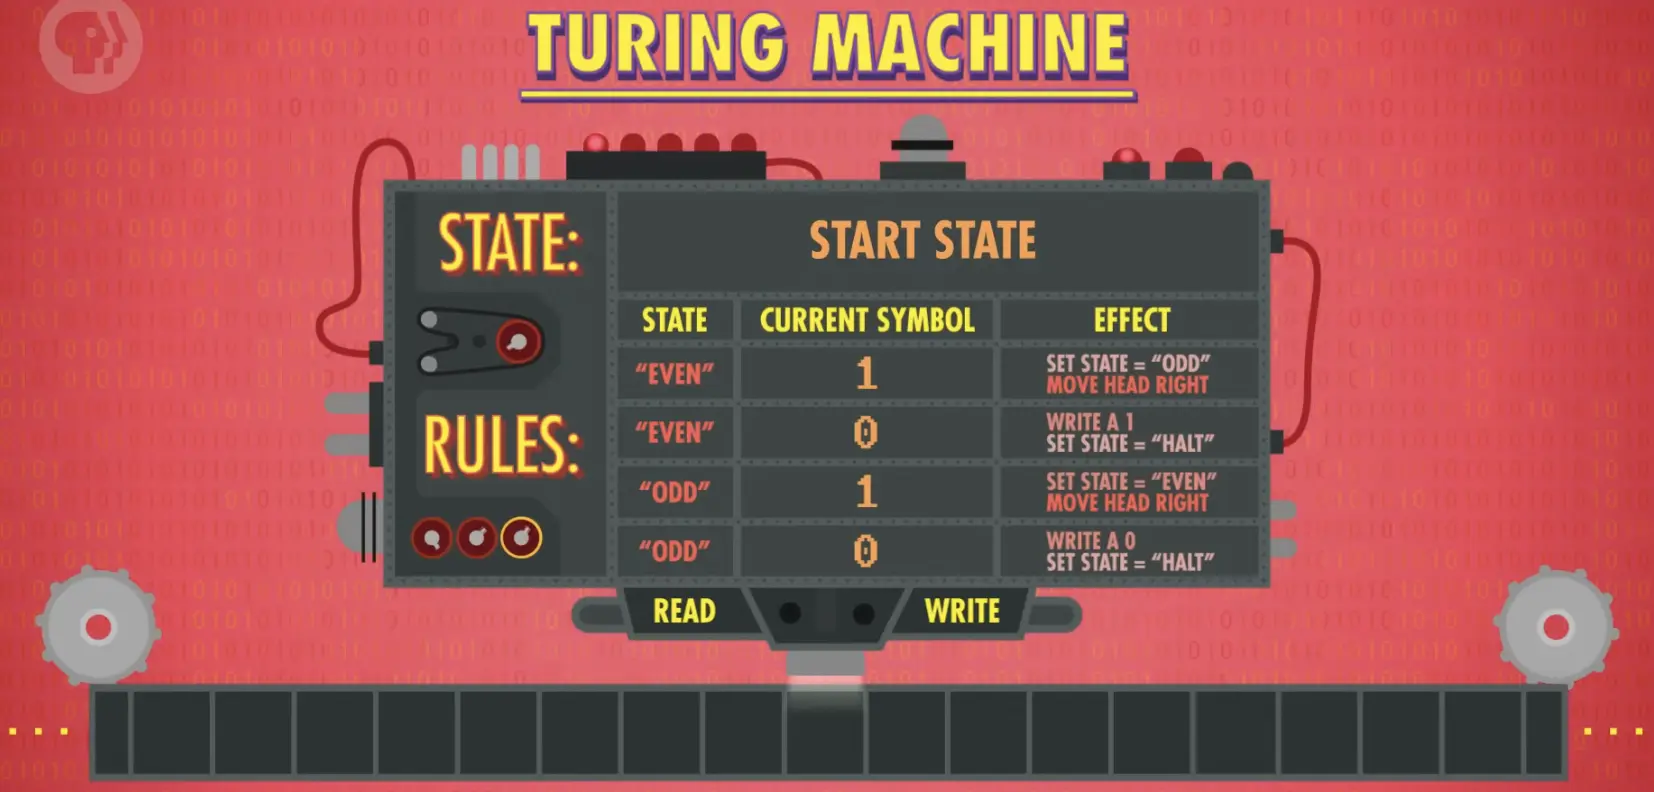 TURING MACHINE
STATE:
START STATE
STATE CURRENT SYMBOL EFFECT
"EVEN" 1 SET STATE = "ODD"
MOVE HEAD RIGHT
"EVEN" 0 WRITE A 1
SET STATE = "HALT"
RULES:
"ODD" 1 SET STATE = "EVEN"
MOVE HEAD RIGHT
"ODD" 0 WRITE A 0
SET STATE = "HALT"
READ WRITE